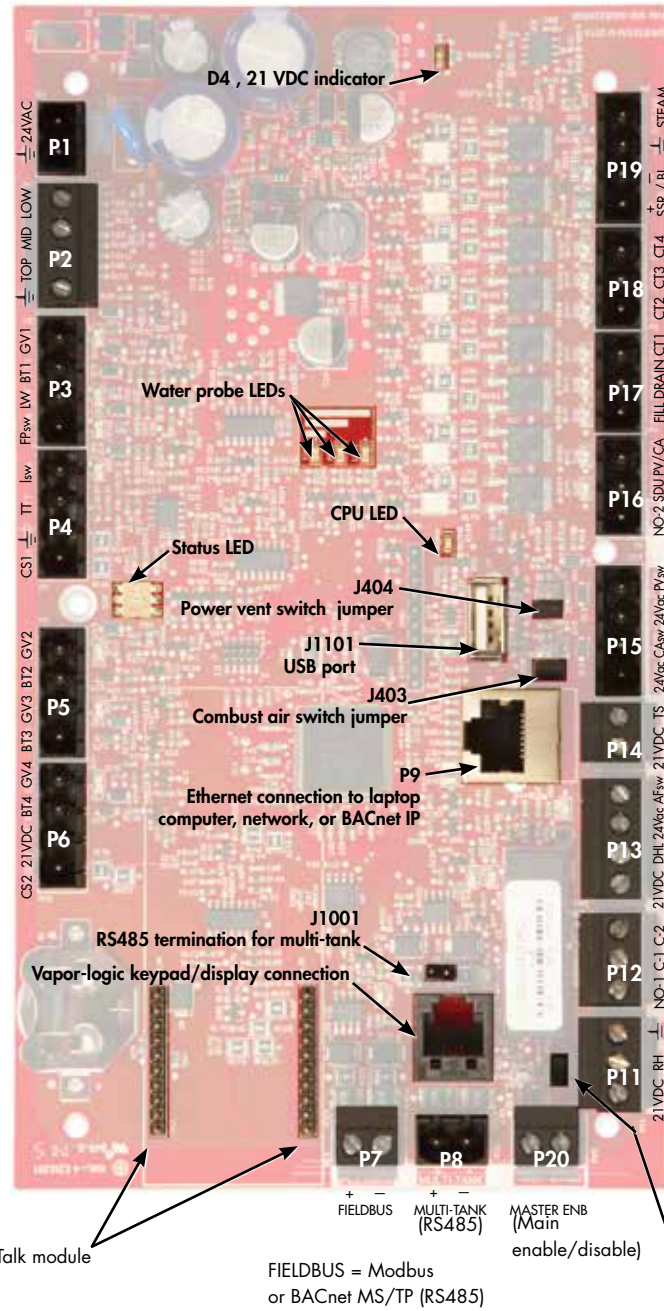 D4 , 21 VDC indicator
24VAC
P1
TOP MID LOW
P2
FPsw LW BT1 GV1
P3
Water probe LEDs
CS1 TT Isw
P4
CPU LED
Status LED
J404
Power vent switch jumper
J1101
USB port
J403
Combust air switch jumper
P9
Ethernet connection to laptop
computer, network, or BACnet IP
BT3 GV3 BT2 GV2
P5
CS2 21VDC BT4 GV4
P6
J1001
RS485 termination for multi-tank
Vapor-logic keypad/display connection
P19
+ − STEAM
P18
CT2 CT3 CT4
P17
FILL DRAIN CT1
P16
NO-2 SDU PV/CA
P15
24Vac CAsw 24Vac PVsw
P14
21VDC TS
P13
21VDC DHL 24Vac AFsw
P12
NO-1 C-1 C-2
P11
21VDC RH
P7
P8
P20
+ −
FIELDBUS
+ −
MULTI-TANK
(RS485)
MASTER ENB
(Main
enable/disable)
Talk module
FIELDBUS = Modbus
or BACnet MS/TP (RS485)